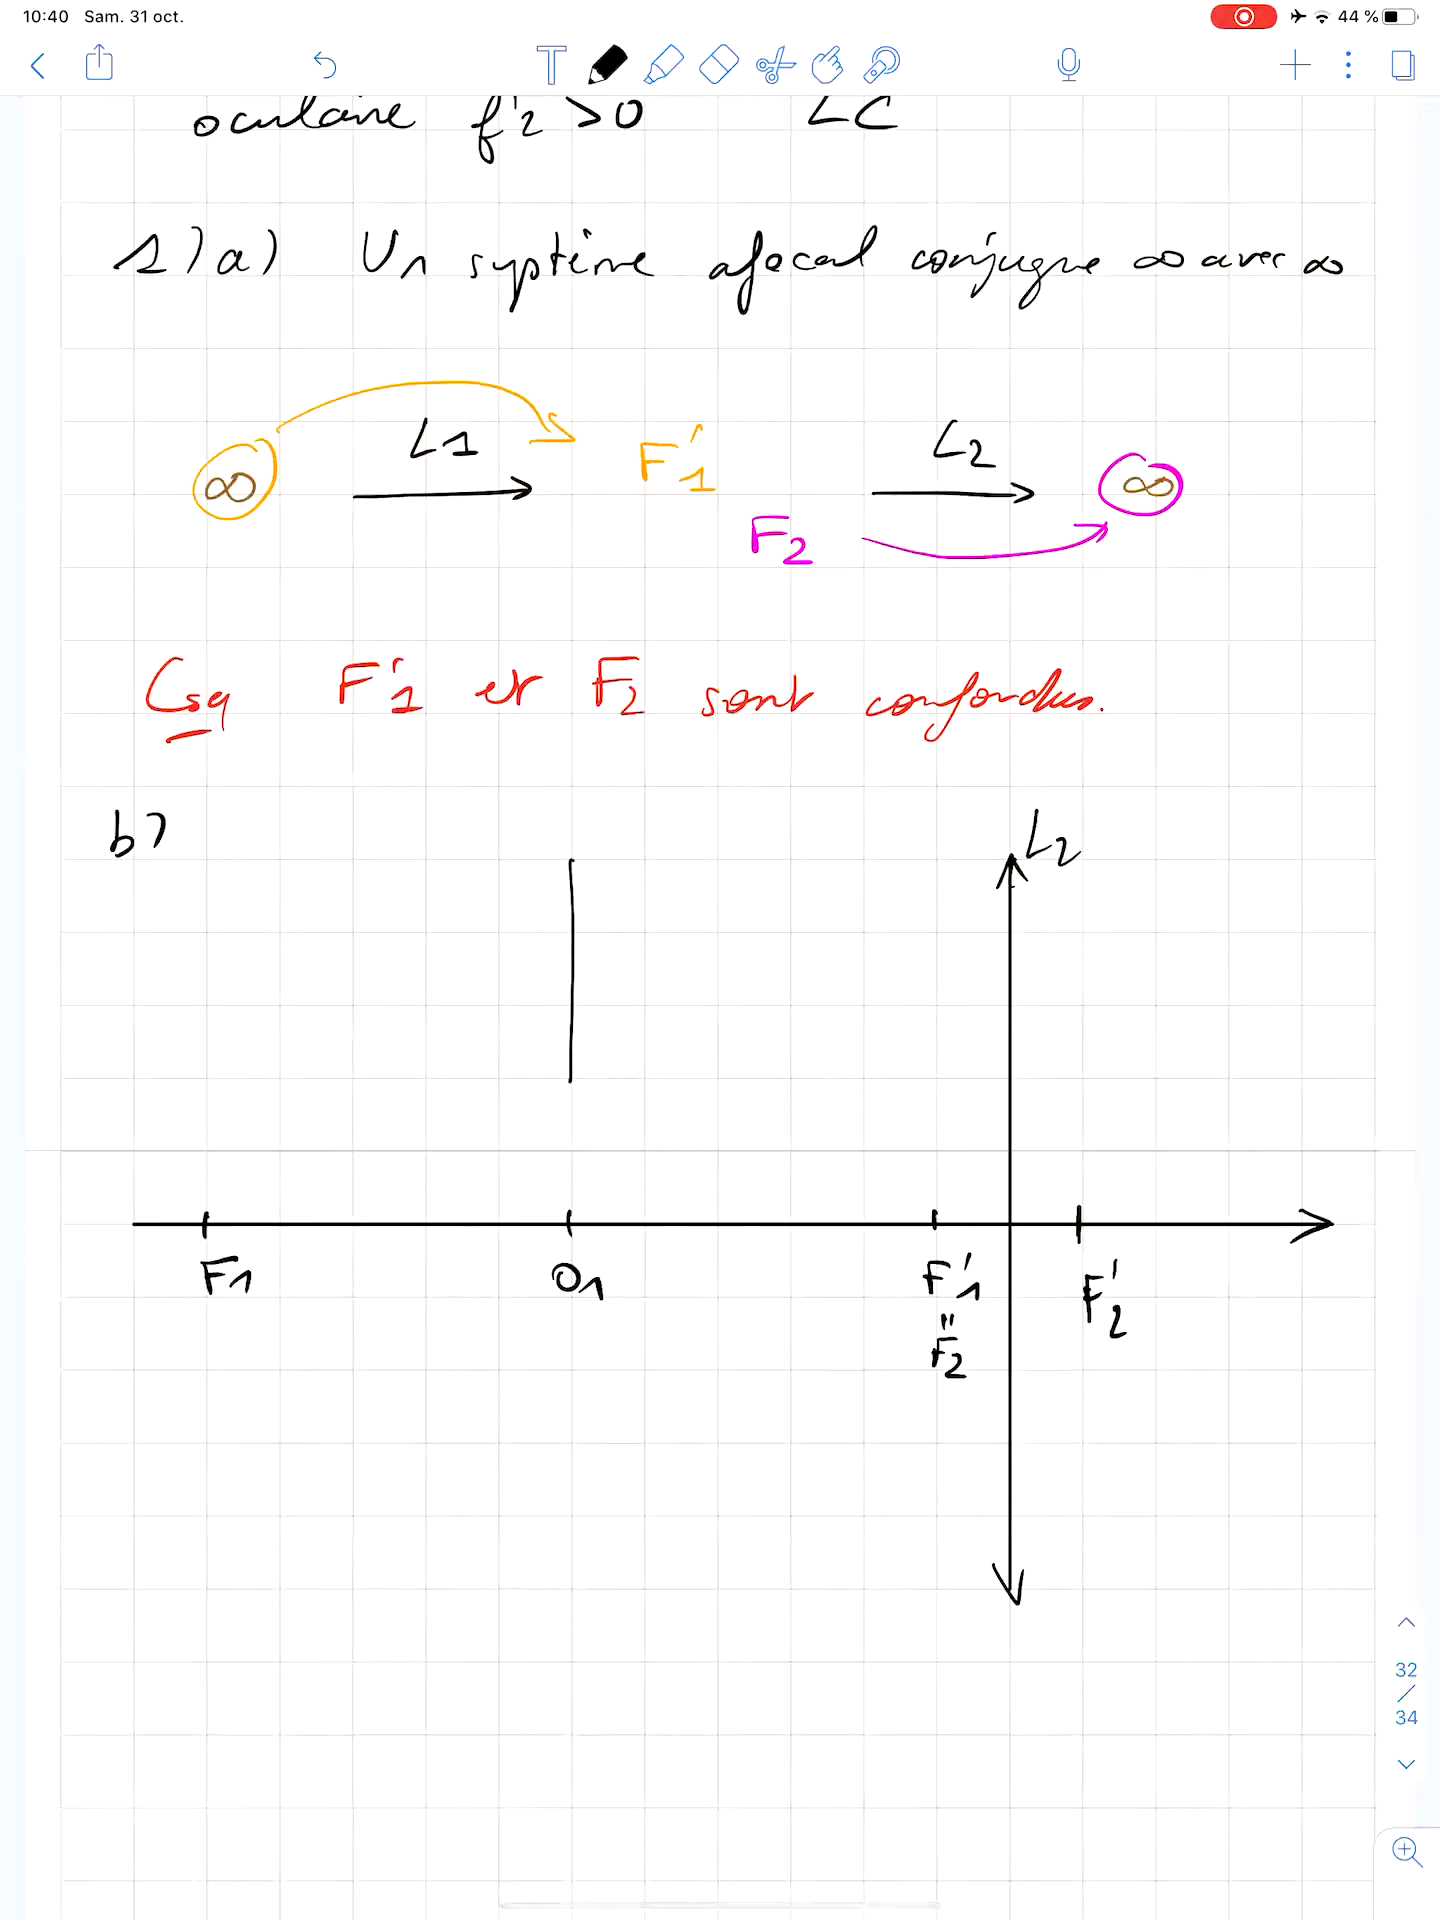 10:40 Sam. 31 oct. 44 %
T
oculaire f'2 >0 LC
1)a) Un système afocal conjugue ∞ avec ∞
∞ L1 F'1 L2 ∞
F2
Csq F'1 et F2 sont confondus.
b)
L2
F1 O1 F'1 F'2
"
F2
32
/
34